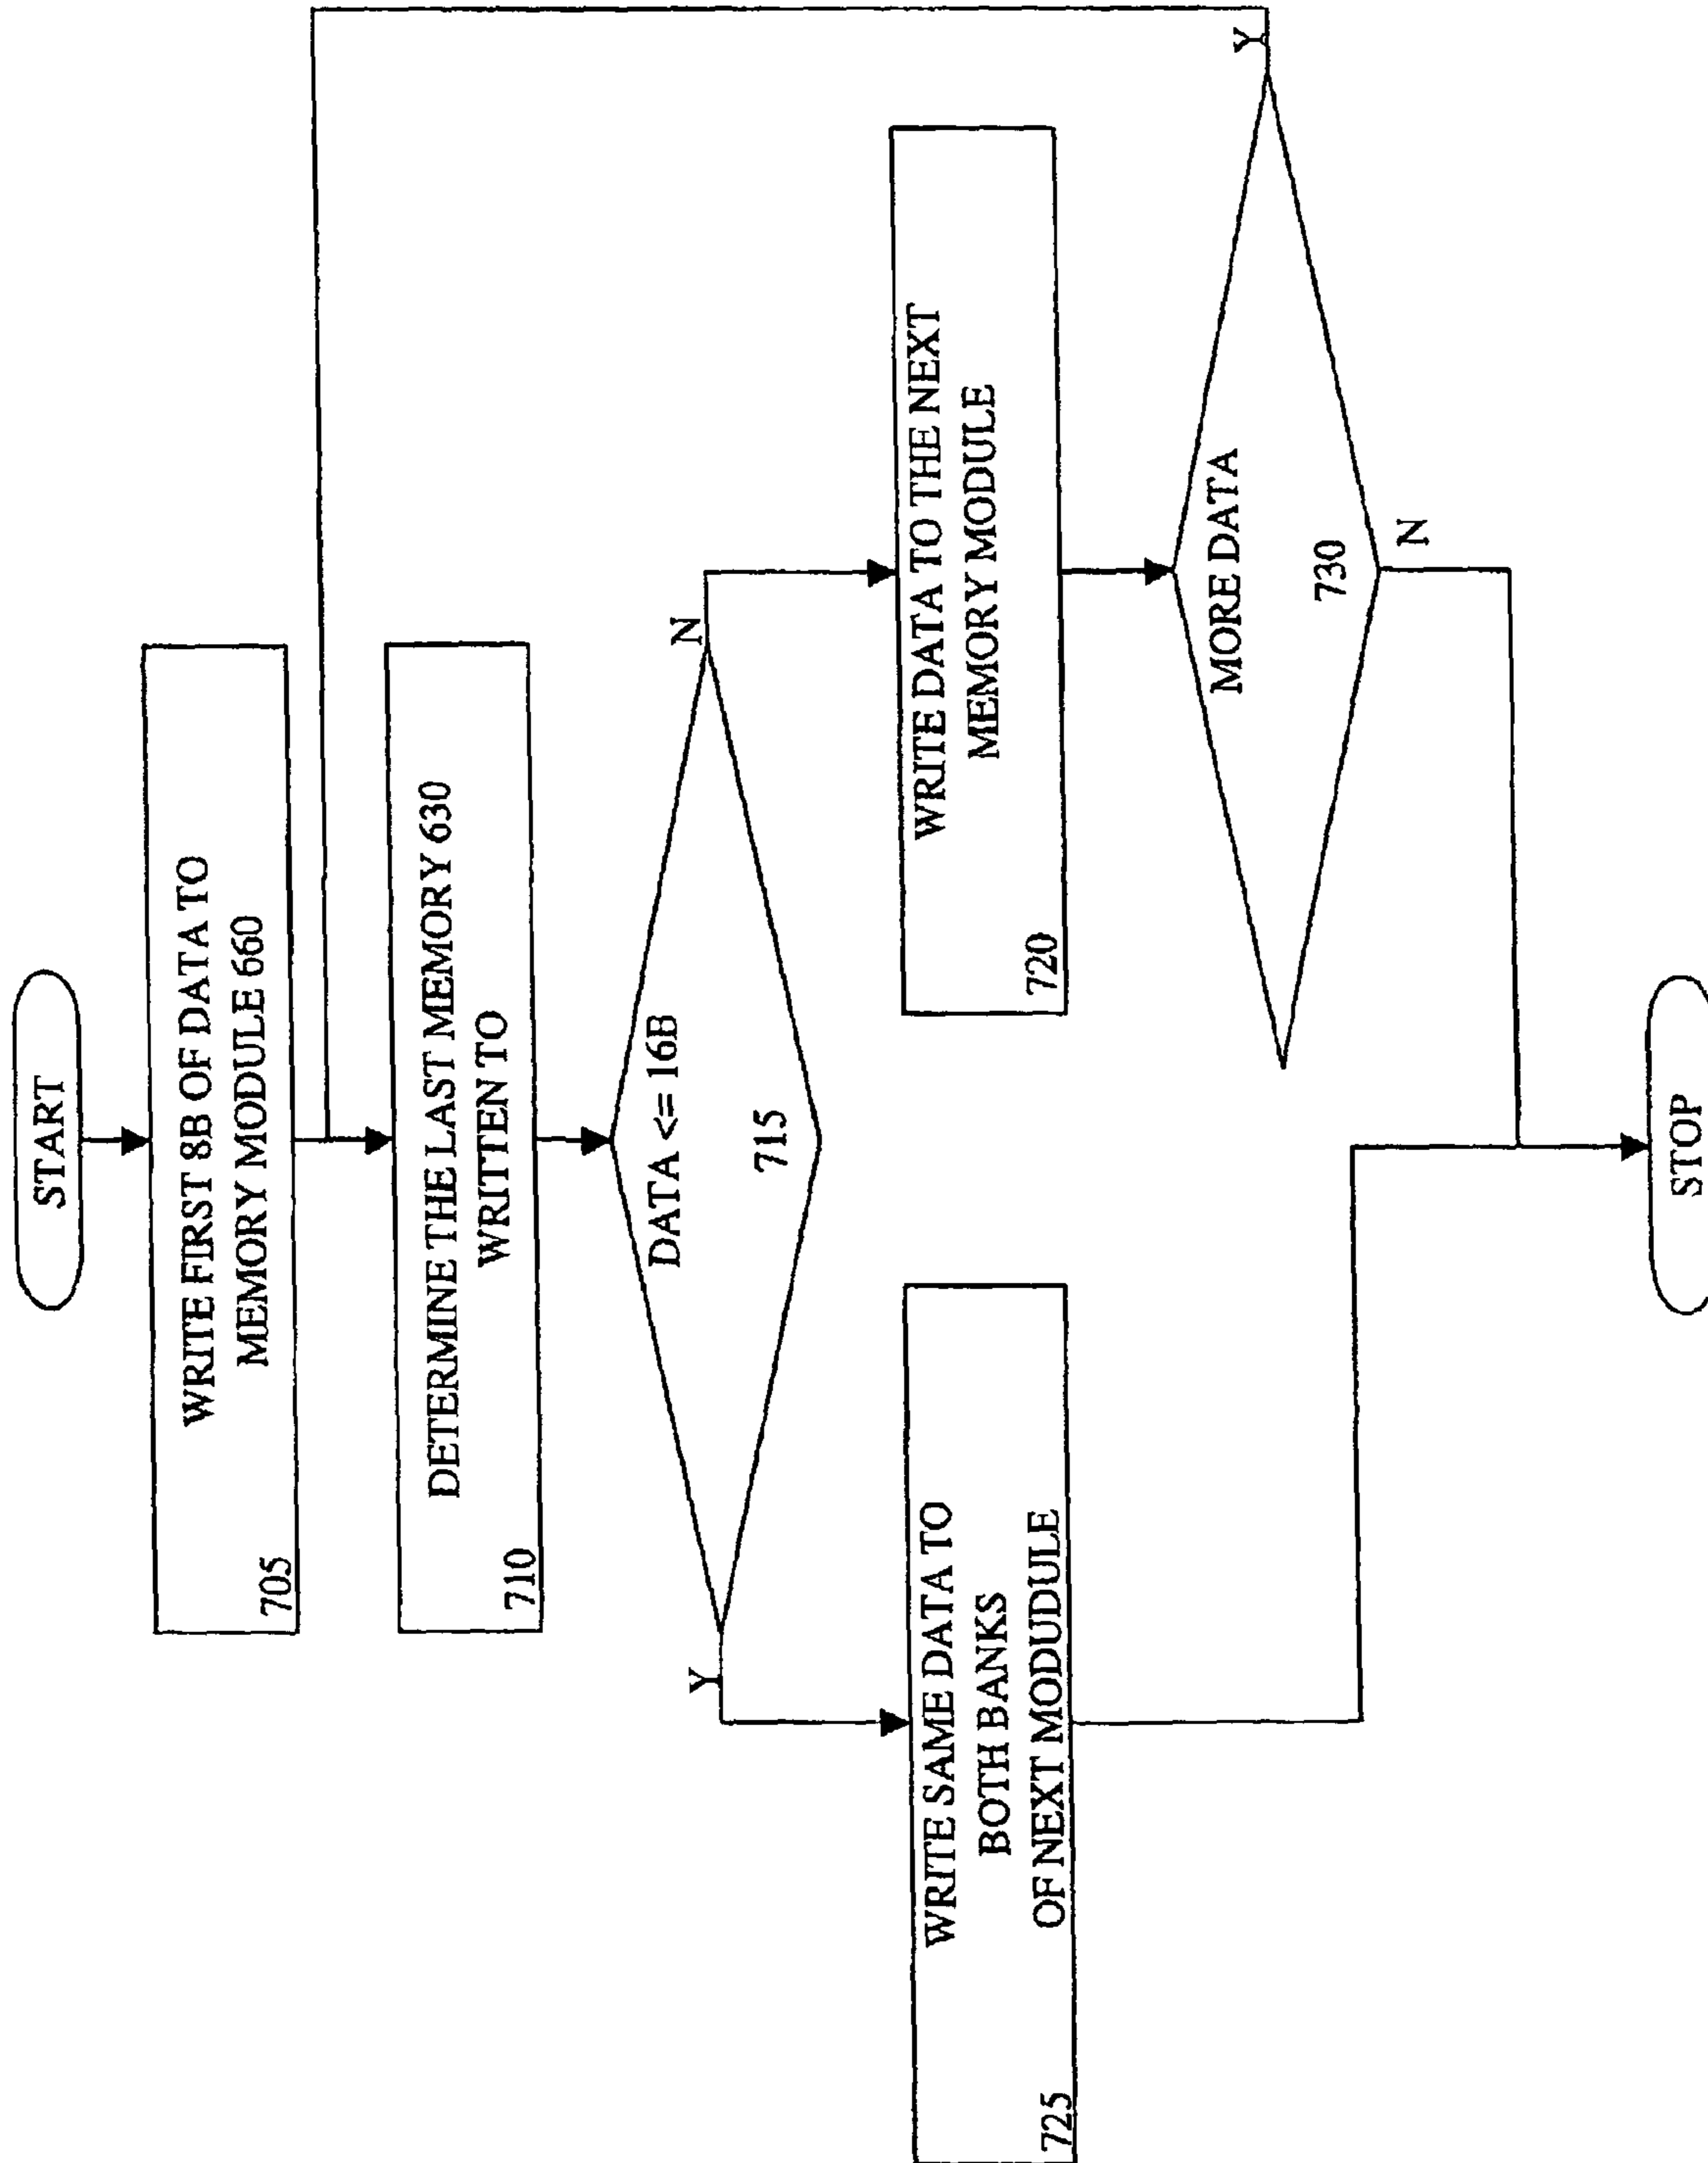 START
WRITE FIRST 8B OF DATA TO
MEMORY MODULE 660
705
DETERMINE THE LAST MEMORY 630
WRITTEN TO
710
DATA <= 16B
715
Y
N
WRITE SAME DATA TO
BOTH BANKS
OF NEXT MODUDULE
725
WRITE DATA TO THE NEXT
MEMORY MODULE
720
MORE DATA
730
Y
N
STOP